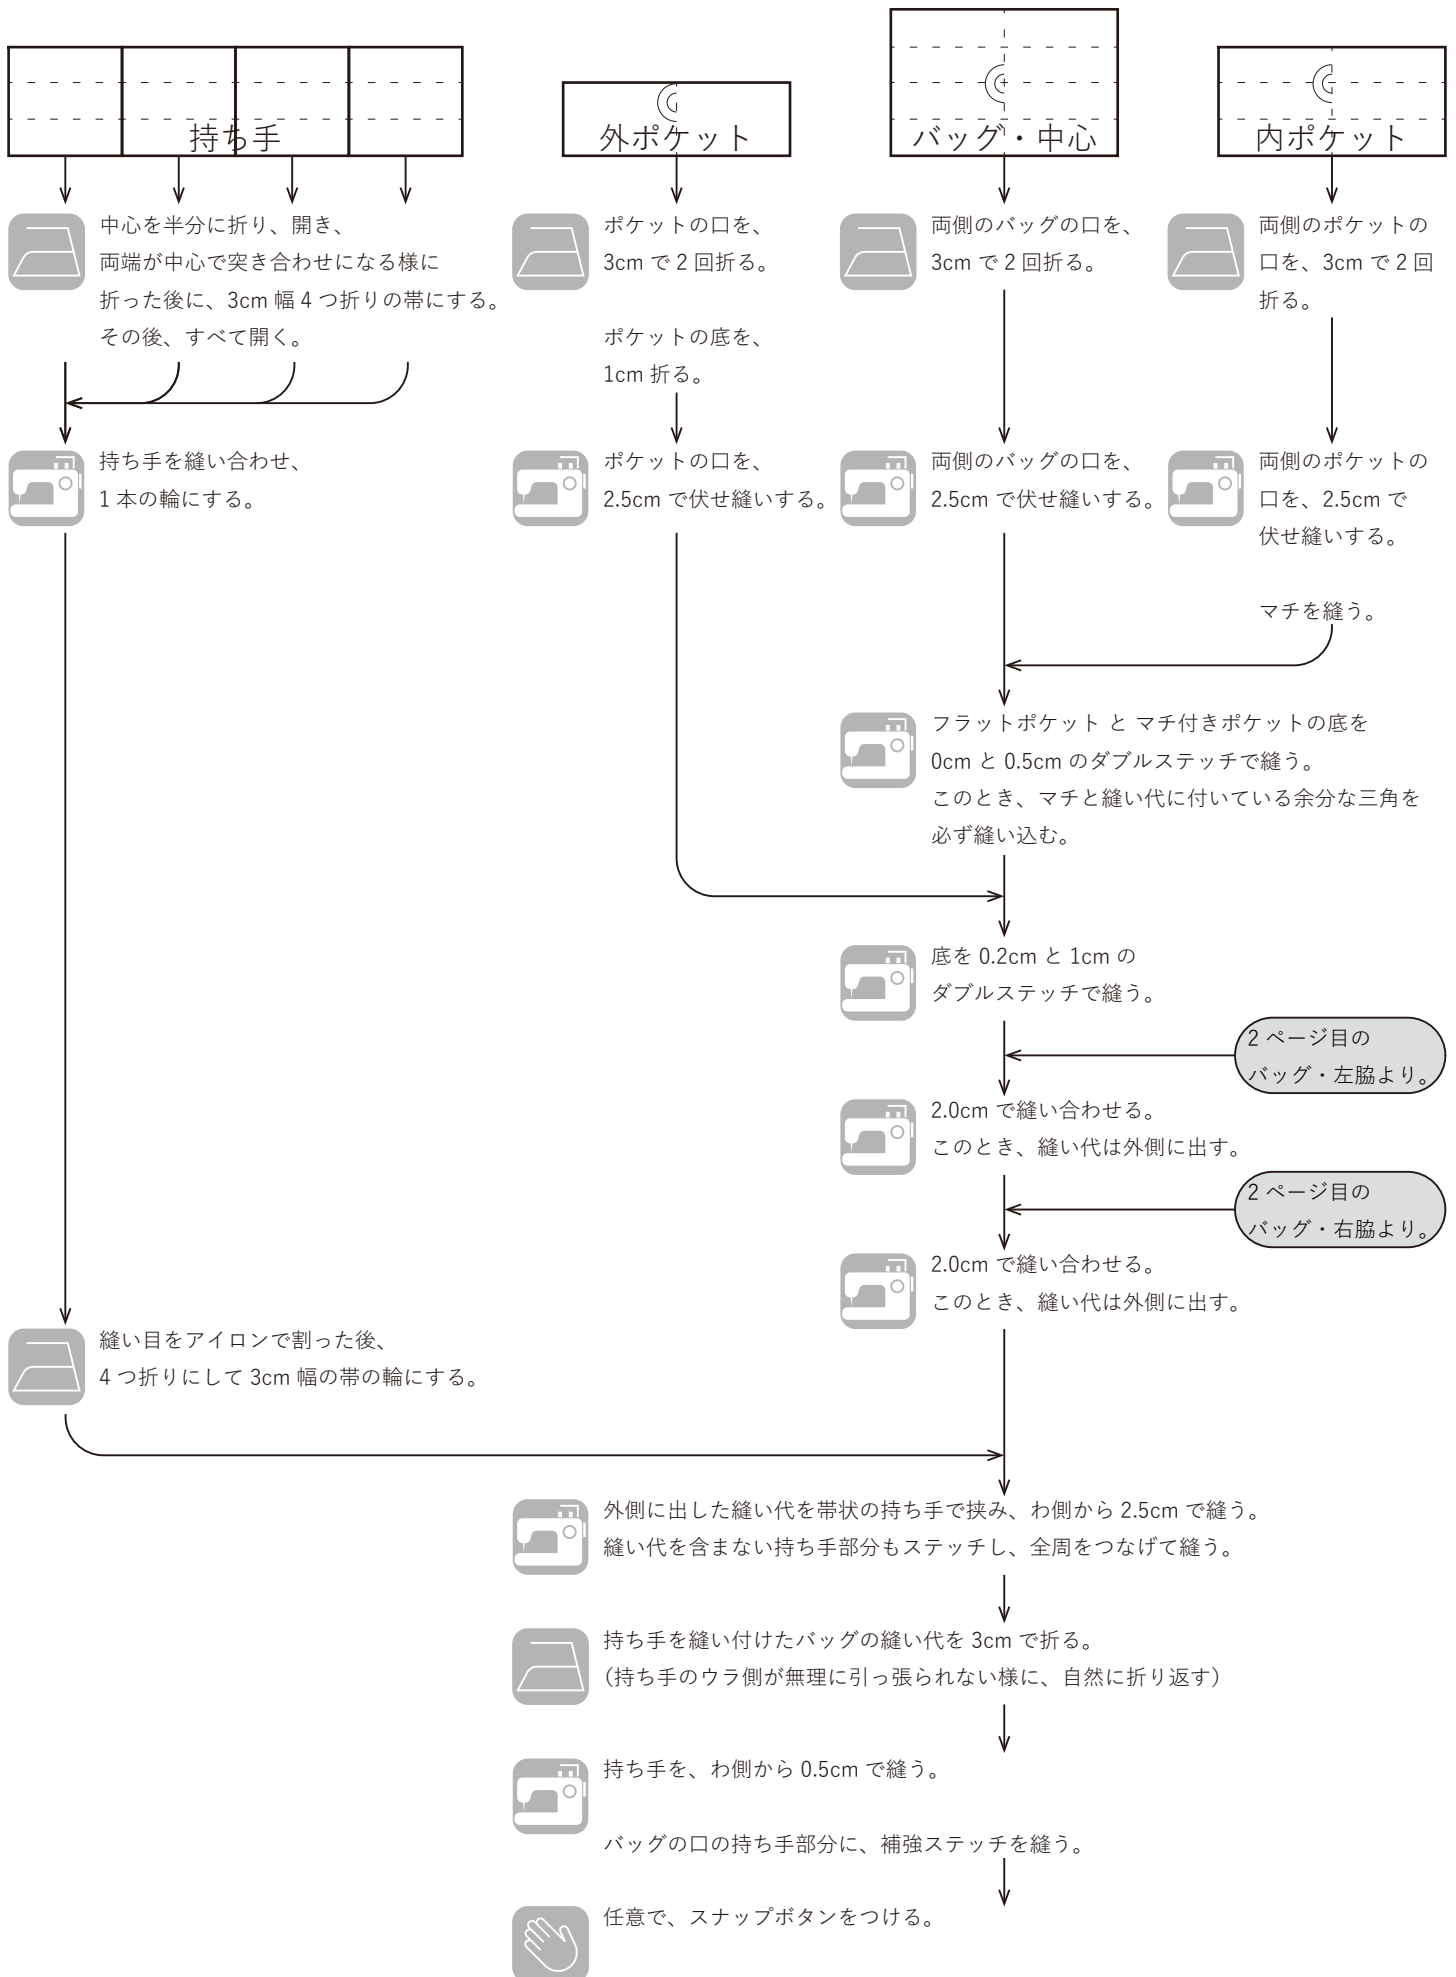 持ち手
外ポケット
バッグ・中心
内ポケット
中心を半分に折り、開き、
両端が中心で突き合わせになる様に
折った後に、3cm 幅 4 つ折りの帯にする。
その後、すべて開く。
ポケットの口を、
3cm で 2 回折る。
ポケットの底を、
1cm 折る。
両側のバッグの口を、
3cm で 2 回折る。
両側のポケットの
口を、3cm で 2 回
折る。
持ち手を縫い合わせ、
1 本の輪にする。
ポケットの口を、
2.5cm で伏せ縫いする。
両側のバッグの口を、
2.5cm で伏せ縫いする。
両側のポケットの
口を、2.5cm で
伏せ縫いする。
マチを縫う。
フラットポケット と マチ付きポケットの底を
0cm と 0.5cm のダブルステッチで縫う。
このとき、マチと縫い代に付いている余分な三角を
必ず縫い込む。
底を 0.2cm と 1cm の
ダブルステッチで縫う。
2 ページ目の
バッグ・左脇より。
2.0cm で縫い合わせる。
このとき、縫い代は外側に出す。
2 ページ目の
バッグ・右脇より。
2.0cm で縫い合わせる。
このとき、縫い代は外側に出す。
縫い目をアイロンで割った後、
4 つ折りにして 3cm 幅の帯の輪にする。
外側に出した縫い代を帯状の持ち手で挟み、わ側から 2.5cm で縫う。
縫い代を含まない持ち手部分もステッチし、全周をつなげて縫う。
持ち手を縫い付けたバッグの縫い代を 3cm で折る。
（持ち手のウラ側が無理に引っ張られない様に、自然に折り返す）
持ち手を、わ側から 0.5cm で縫う。
バッグの口の持ち手部分に、補強ステッチを縫う。
任意で、スナップボタンをつける。